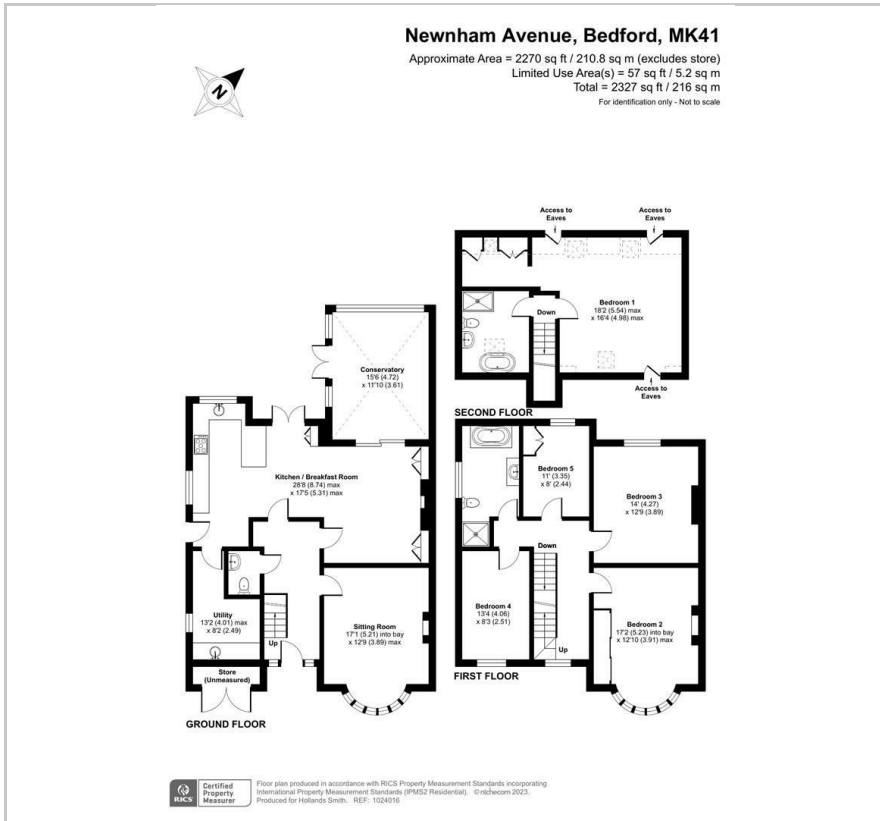 Newnham Avenue, Bedford, MK41
Approximate Area = 2270 sq ft / 210.8 sq m (excludes store)
Limited Use Area(s) = 57 sq ft / 5.2 sq m
Total = 2327 sq ft / 216 sq m
For identification only - Not to scale
N
Access to
Eaves
Access to
Eaves
Bedroom 1
18'2 (5.54) max
x 16'4 (4.98) max
Down
Access to
Eaves
SECOND FLOOR
Conservatory
15'6 (4.72)
x 11'10 (3.61)
Kitchen / Breakfast Room
28'8 (8.74) max
x 17'5 (5.31) max
Utility
13'2 (4.01) max
x 8'2 (2.49)
Up
Sitting Room
17'1 (5.21) into bay
x 12'9 (3.89) max
Store
(Unmeasured)
GROUND FLOOR
Bedroom 5
11' (3.35)
x 8' (2.44)
Bedroom 3
14' (4.27)
x 12'9 (3.89)
Down
Bedroom 4
13'4 (4.06)
x 8'3 (2.51)
Bedroom 2
17'2 (5.23) into bay
x 12'10 (3.91) max
Up
FIRST FLOOR
RICS
Certified
Property
Measurer
Floor plan produced in accordance with RICS Property Measurement Standards incorporating
International Property Measurement Standards (IPMS2 Residential). © nichecom 2023.
Produced for Hollands Smith. REF: 1024016